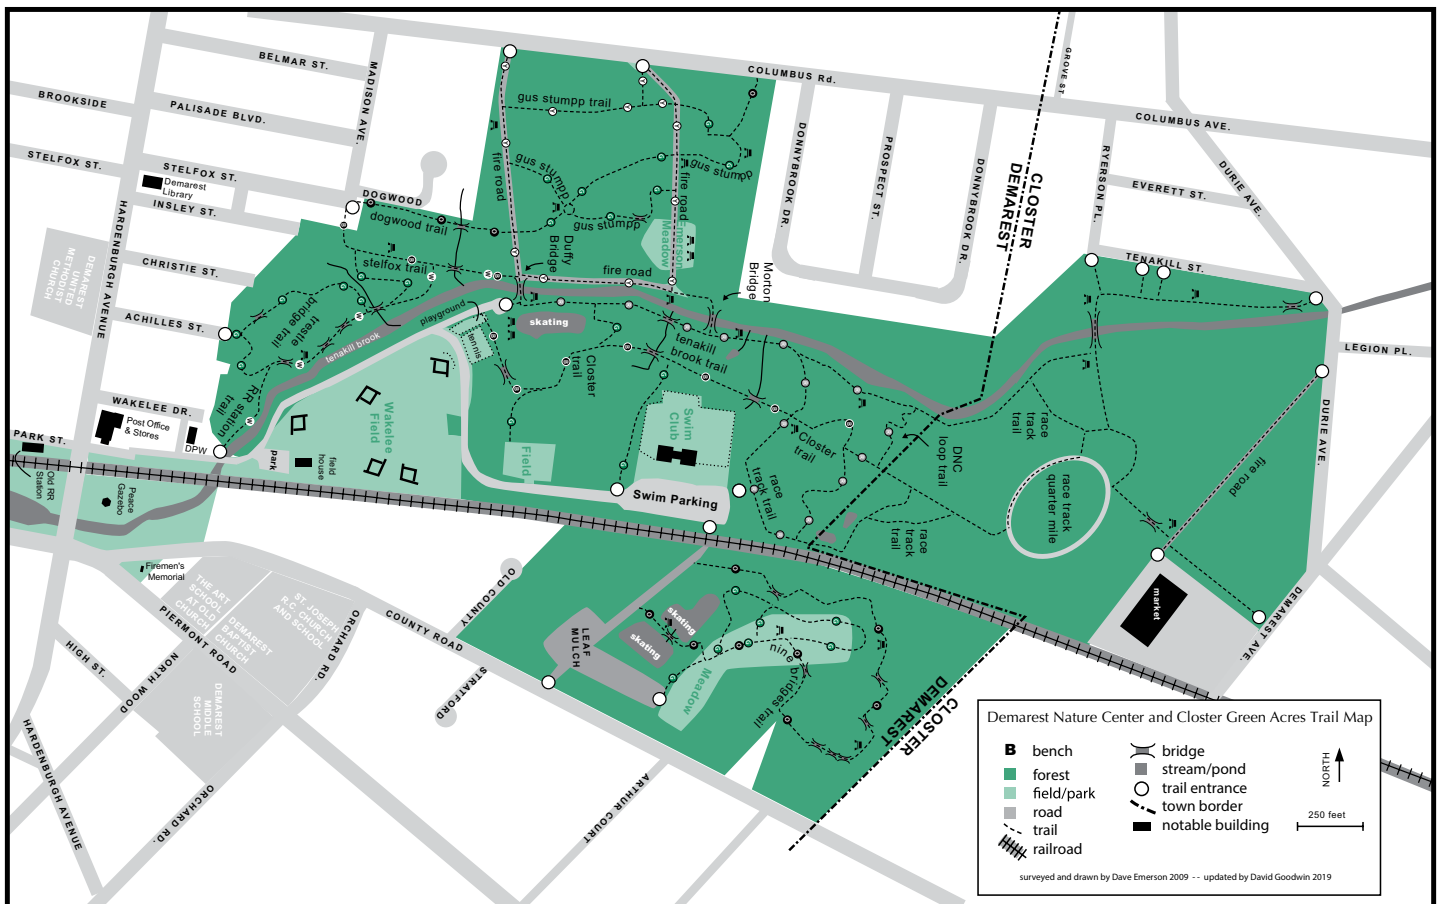 COLUMBUS Rd.
GROVE ST.
COLUMBUS AVE.
BELMAR ST.
MADISON AVE.
BROOKSIDE
PALISADE BLVD.
STELFOX ST.
STELFOX ST.
Demarest
Library
INSLEY ST.
DOGWOOD
HARDENBURGH AVENUE
DEMAREST
UNITED
METHODIST
CHURCH
CHRISTIE ST.
ACHILLES ST.
WAKELEE DR.
Post Office
& Stores
DPW
PARK ST.
Old RR
Station
Peace
Gazebo
Firemen's
Memorial
gus stumpp trail
gus stumpp
gus stumpp
gus stumpp
fire road
fire road
fire road
Emerson
Meadow
dogwood trail
stelfox trail
Duffy
Bridge
Morton
Bridge
trestle
bridge trail
tenakill brook
RR station
trail
playground
tennis
skating
Closter
trail
tenakill
brook trail
Wakelee
Field
park
field
house
Field
Swim
Club
Swim Parking
race
track trail
Closter
trail
DNC
loop trail
race
track
trail
race
track
trail
race track
quarter mile
fire road
market
DONNYBROOK DR.
PROSPECT ST.
DONNYBROOK DR.
CLOSTER
DEMAREST
RYERSON PL.
EVERETT ST.
DURIE AVE.
TENAKILL ST.
LEGION PL.
DURIE AVE.
DEMAREST AVE.
THE ART
SCHOOL
AT OLD
CHURCH
DEMAREST
BAPTIST
CHURCH
ST. JOSEPH
R.C. CHURCH
AND SCHOOL
PIERMONT ROAD
ORCHARD RD.
COUNTY ROAD
OLD COUNTY
STRATFORD
HIGH ST.
NORTH WOOD
DEMAREST
MIDDLE
SCHOOL
HARDENBURGH AVENUE
ORCHARD RD.
ARTHUR COURT
LEAF
MULCH
skating
skating
Meadow
nine bridges trail
DEMAREST
CLOSTER
Demarest Nature Center and Closter Green Acres Trail Map
B bench
forest
field/park
road
trail
railroad
bridge
stream/pond
trail entrance
town border
notable building
NORTH
250 feet
surveyed and drawn by Dave Emerson 2009 -- updated by David Goodwin 2019